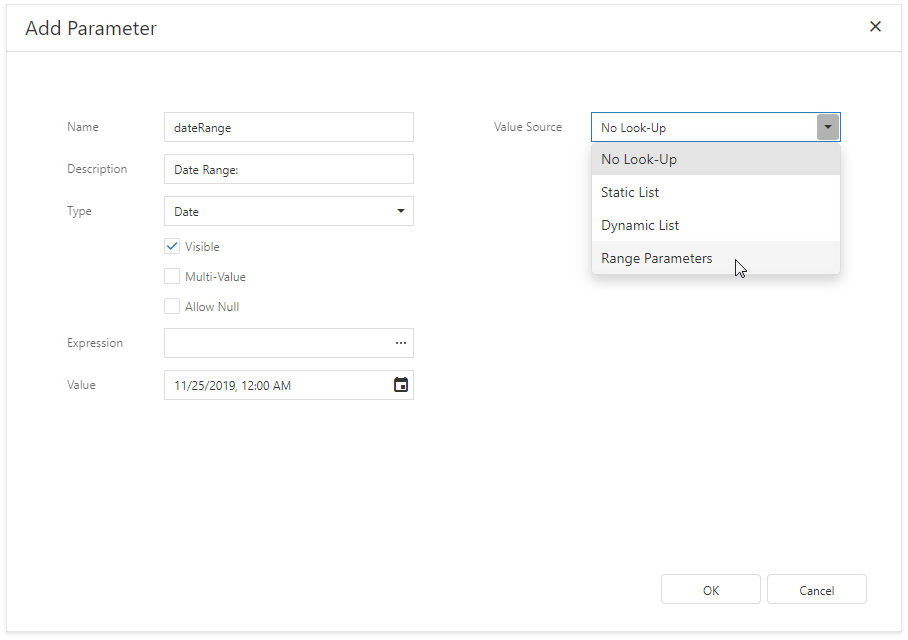 Add Parameter
Name
dateRange
Description
Date Range:
Type
Date
Visible
Multi-Value
Allow Null
Expression
...
Value
11/25/2019, 12:00 AM
Value Source
No Look-Up
No Look-Up
Static List
Dynamic List
Range Parameters
OK
Cancel